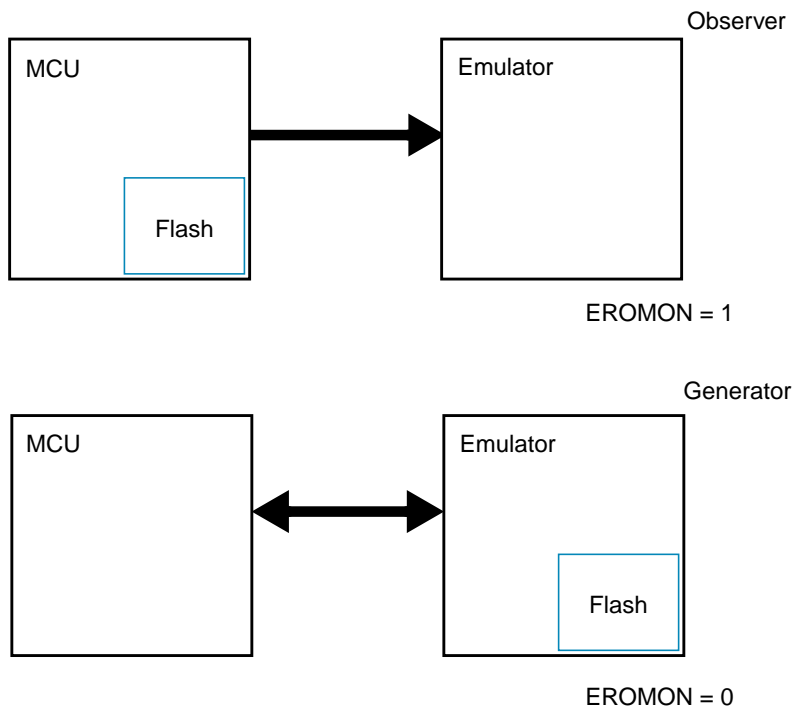 Observer
MCU
Emulator
Flash
EROMON = 1
Generator
MCU
Emulator
Flash
EROMON = 0